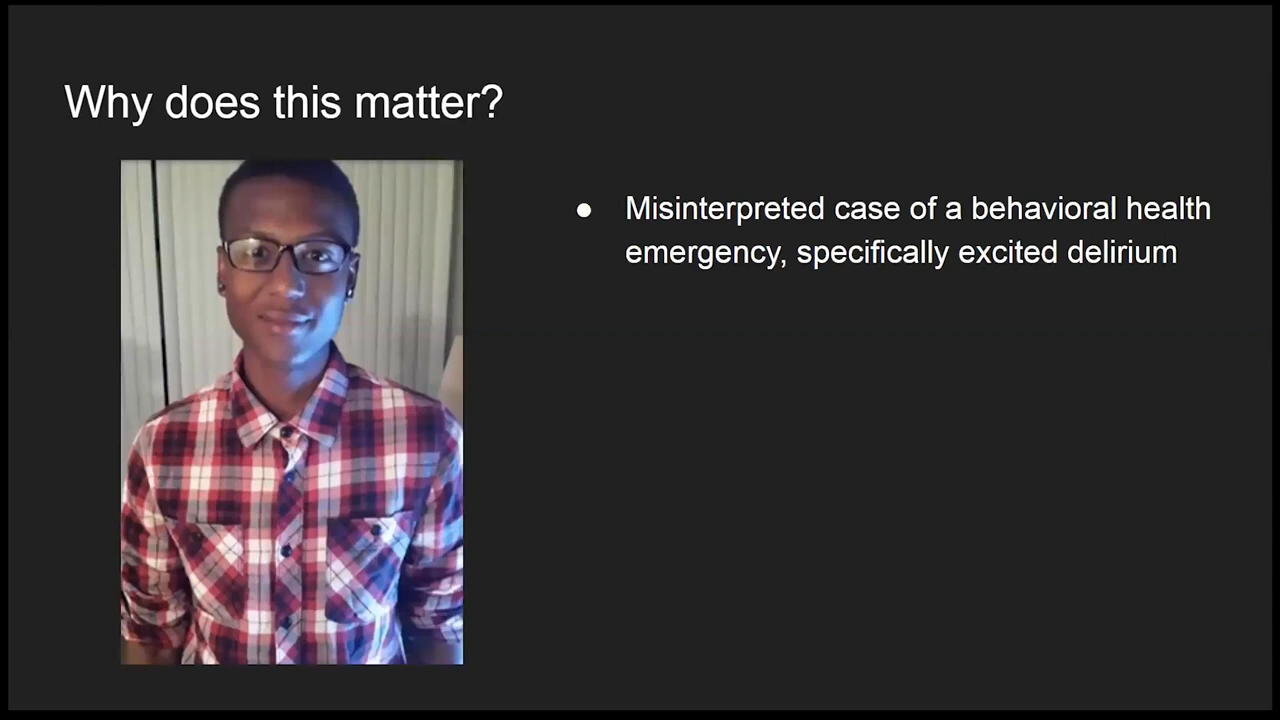 Why does this matter?
● Misinterpreted case of a behavioral health
emergency, specifically excited delirium